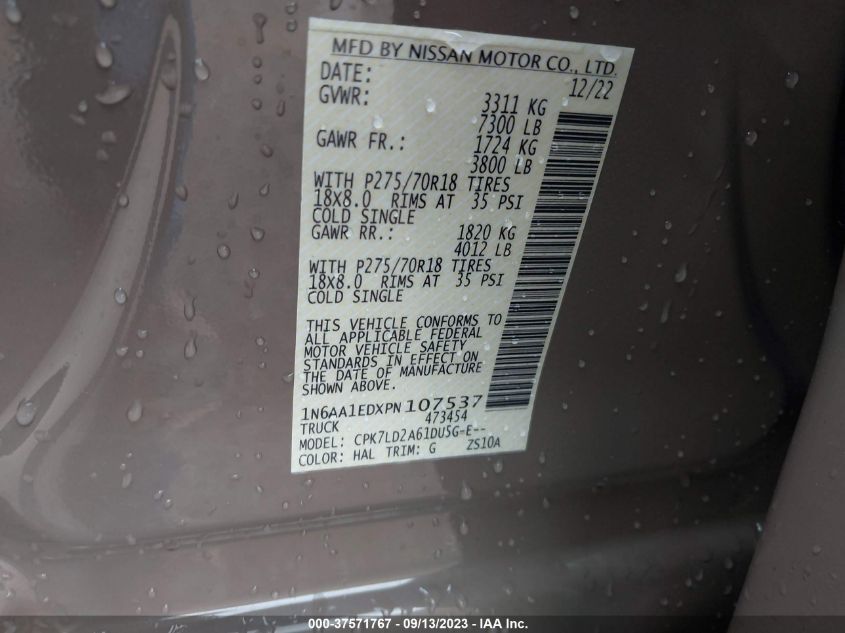 MFD BY NISSAN MOTOR CO., LTD.
DATE: 12/22
GVWR: 3311 KG
7300 LB
GAWR FR.: 1724 KG
3800 LB
WITH P275/70R18 TIRES
18X8.0 RIMS AT 35 PSI
COLD SINGLE
GAWR RR.: 1820 KG
4012 LB
WITH P275/70R18 TIRES
18X8.0 RIMS AT 35 PSI
COLD SINGLE
THIS VEHICLE CONFORMS TO
ALL APPLICABLE FEDERAL
MOTOR VEHICLE SAFETY
STANDARDS IN EFFECT ON
THE DATE OF MANUFACTURE
SHOWN ABOVE.
1N6AA1EDXPN107537
TRUCK 473454
MODEL: CPK7LD2A61DU5G-E--
COLOR: HAL TRIM: G ZS10A
000-37571767 - 09/13/2023 - IAA Inc.